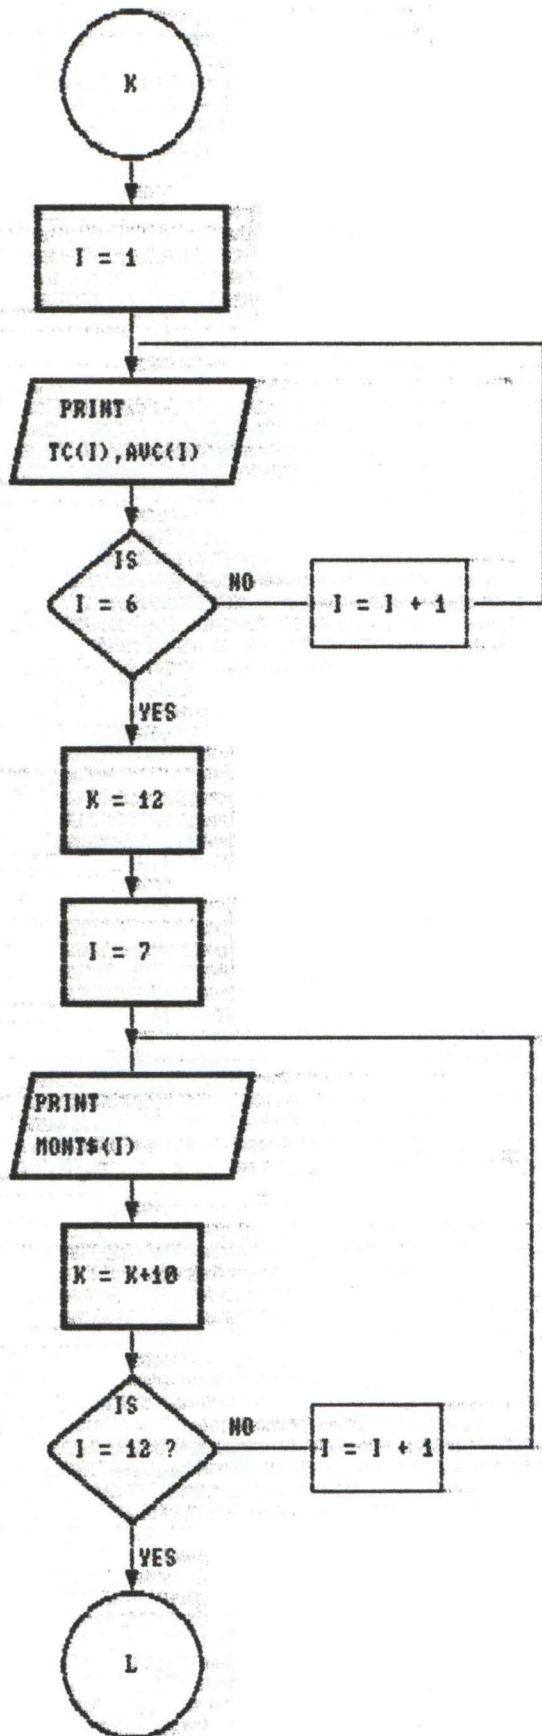 K
I = 1
PRINT
TC(I),AVC(I)
IS
I = 6
NO
I = I + 1
YES
K = 12
I = 7
PRINT
MONT$(I)
K = K+10
IS
I = 12 ?
NO
I = I + 1
YES
L